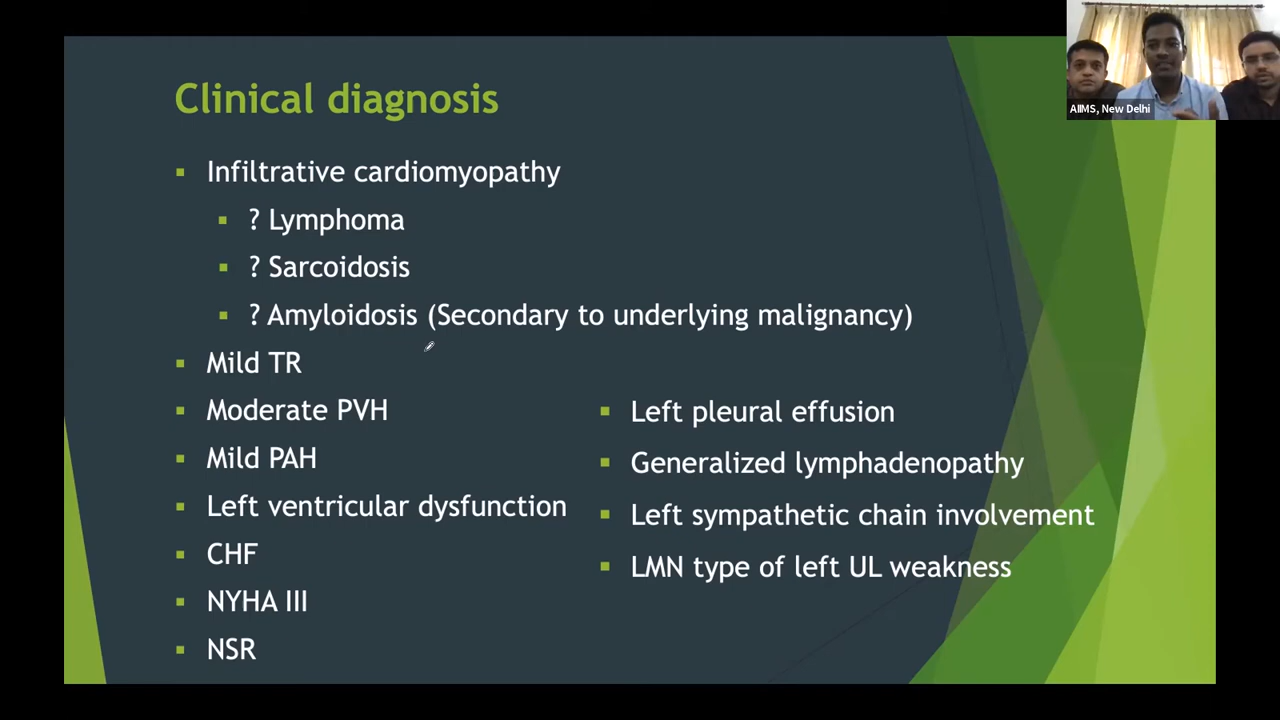 Clinical diagnosis
Infiltrative cardiomyopathy
? Lymphoma
? Sarcoidosis
? Amyloidosis (Secondary to underlying malignancy)
Mild TR
Moderate PVH
Mild PAH
Left ventricular dysfunction
CHF
NYHA III
NSR
Left pleural effusion
Generalized lymphadenopathy
Left sympathetic chain involvement
LMN type of left UL weakness
AIIMS, New Delhi